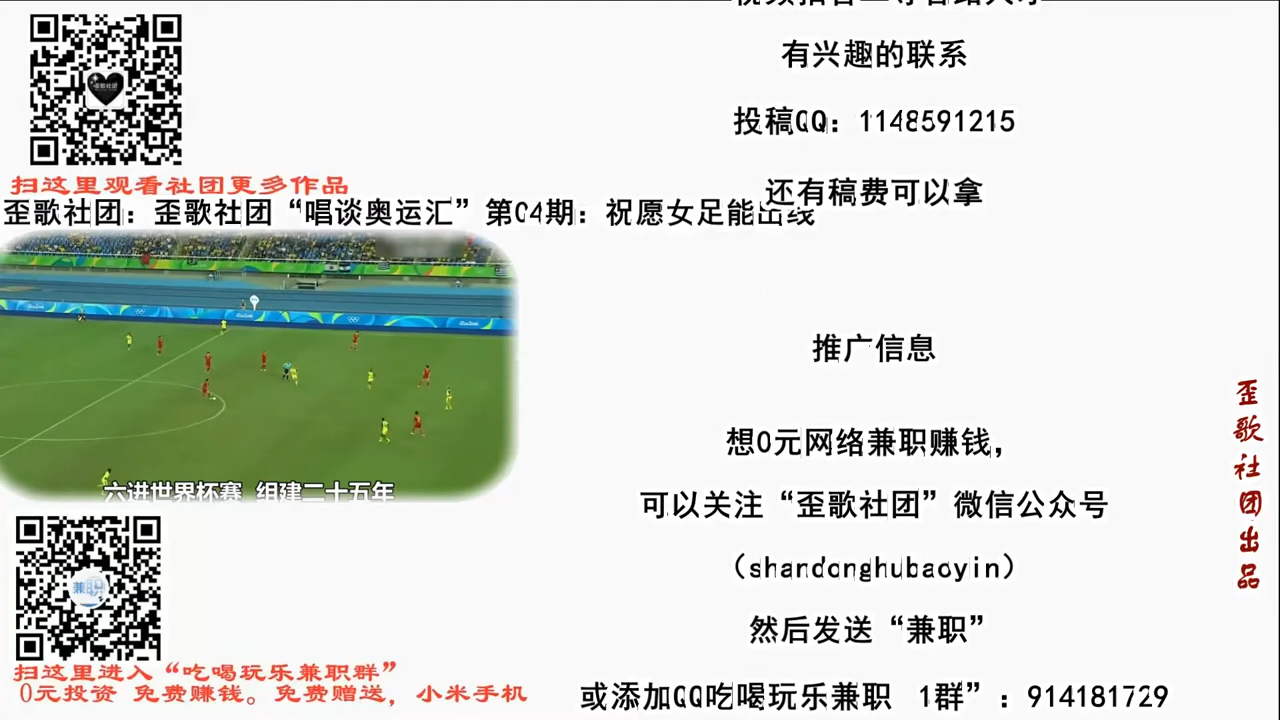 有兴趣的联系
投稿QQ：1148591215
还有稿费可以拿
扫这里观看社团更多作品
歪歌社团：歪歌社团“唱谈奥运汇”第04期：祝愿女足能出线
六进世界杯赛 组建二十五年
推广信息
想0元网络兼职赚钱，
可以关注“歪歌社团”微信公众号
（shandonghubaoyin）
然后发送“兼职”
或添加QQ吃喝玩乐兼职 1群”：914181729
扫这里进入“吃喝玩乐兼职群”
0元投资 免费赚钱。免费赠送，小米手机
兼职
歪歌社团出品